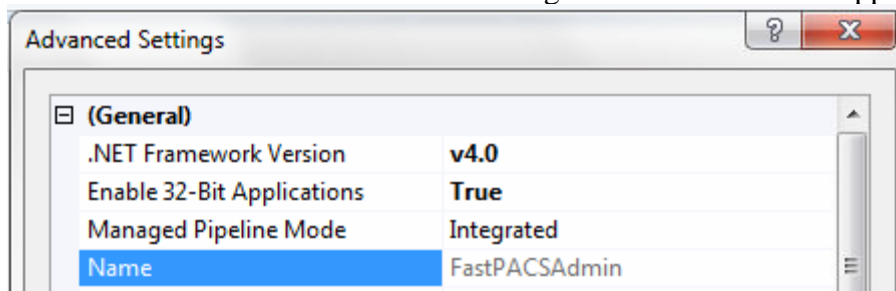 Advanced Settings
(General)
.NET Framework Version v4.0
Enable 32-Bit Applications True
Managed Pipeline Mode Integrated
Name FastPACSAdmin